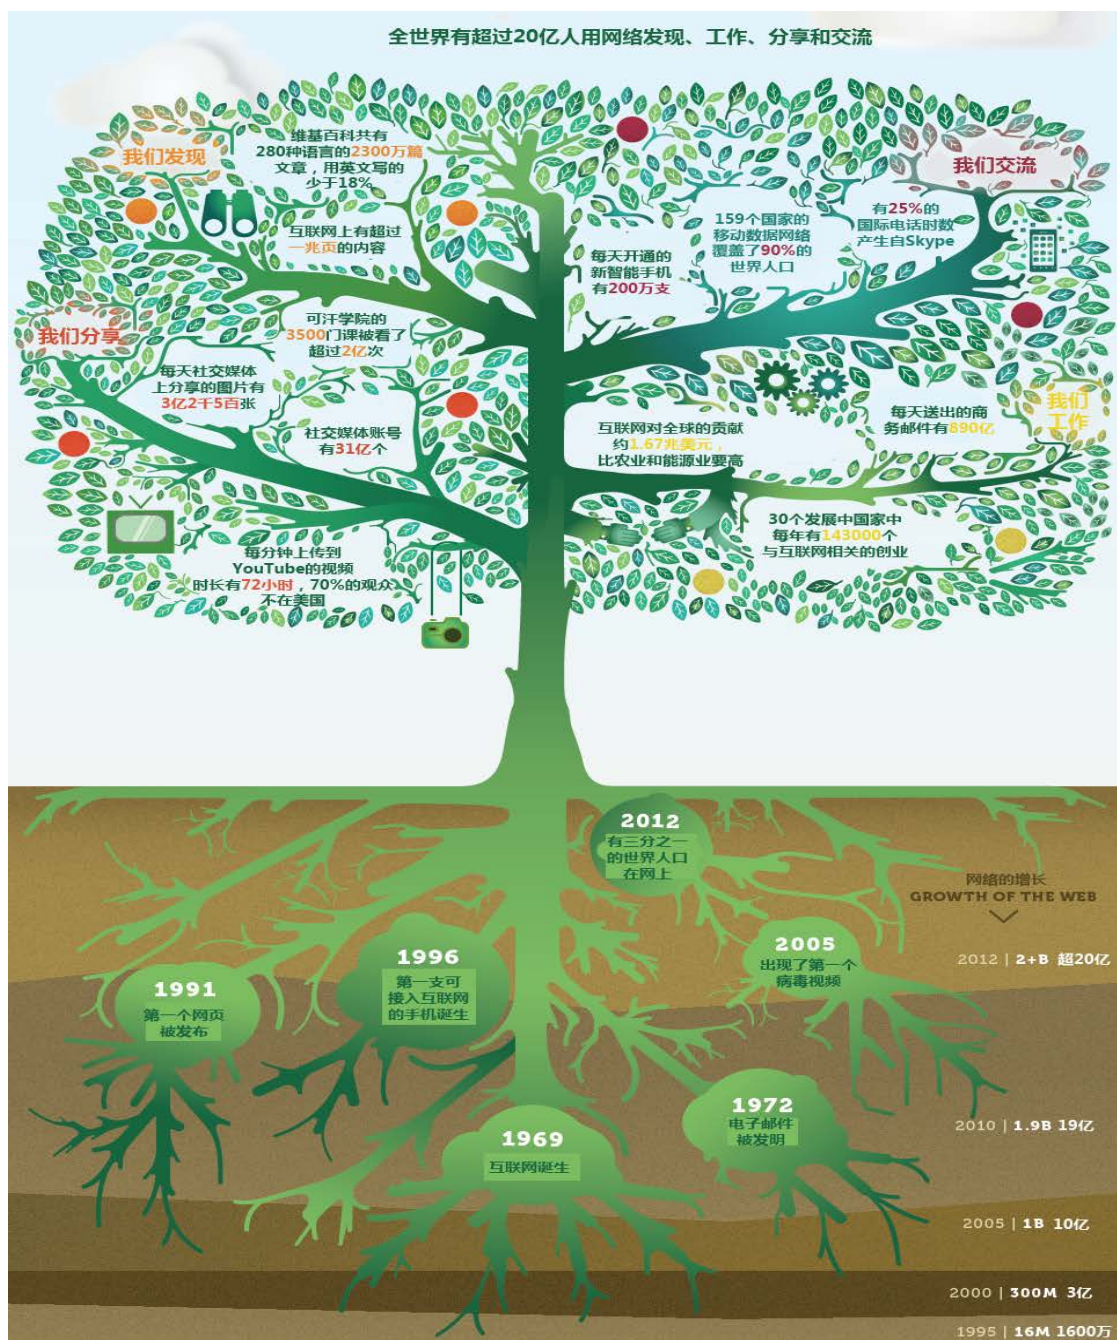 全世界有超过20亿人用网络发现、工作、分享和交流
我们发现
维基百科共有
280种语言的2300万篇
文章，用英文写的
少于18%
互联网上有超过
一兆页的内容
可汗学院的
3500门课被看了
超过2亿次
我们分享
每天社交媒体
上分享的图片有
3亿2千5百张
社交媒体账号
有31亿个
每分钟上传到
YouTube的视频
时长有72小时，70%的观众
不在美国
我们交流
有25%的
国际电话时数
产生自Skype
159个国家的
移动数据网络
覆盖了90%的
世界人口
每天开通的
新智能手机
有200万支
我们
工作
每天送出的商
务邮件有890亿
互联网对全球的贡献
约1.67兆美元，
比农业和能源业要高
30个发展中国家中
每年有143000个
与互联网相关的创业
2012
有三分之一
的世界人口
在网上
网络的增长
GROWTH OF THE WEB
1996
第一支可
接入互联网
的手机诞生
2005
出现了第一个
病毒视频
1991
第一个网页
被发布
1972
电子邮件
被发明
1969
互联网诞生
2012 | 2+B 超20亿
2010 | 1.9B 19亿
2005 | 1B 10亿
2000 | 300M 3亿
1995 | 16M 1600万